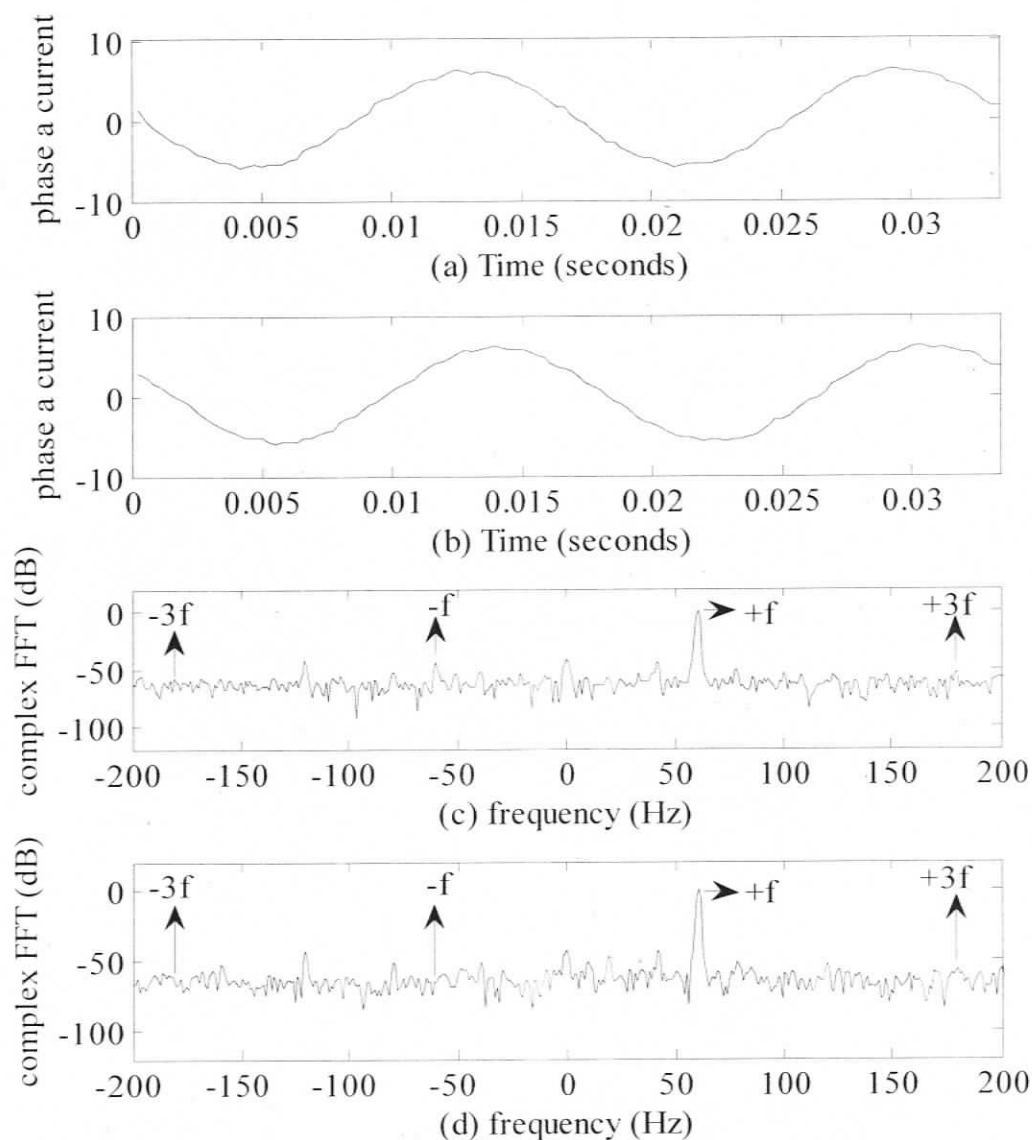 10
0
-10
phase a current
0 0.005 0.01 0.015 0.02 0.025 0.03
(a) Time (seconds)
10
0
-10
phase a current
0 0.005 0.01 0.015 0.02 0.025 0.03
(b) Time (seconds)
complex FFT (dB)
0
-50
-100
-3f -f +f +3f
-200 -150 -100 -50 0 50 100 150 200
(c) frequency (Hz)
complex FFT (dB)
0
-50
-100
-3f -f +f +3f
-200 -150 -100 -50 0 50 100 150 200
(d) frequency (Hz)